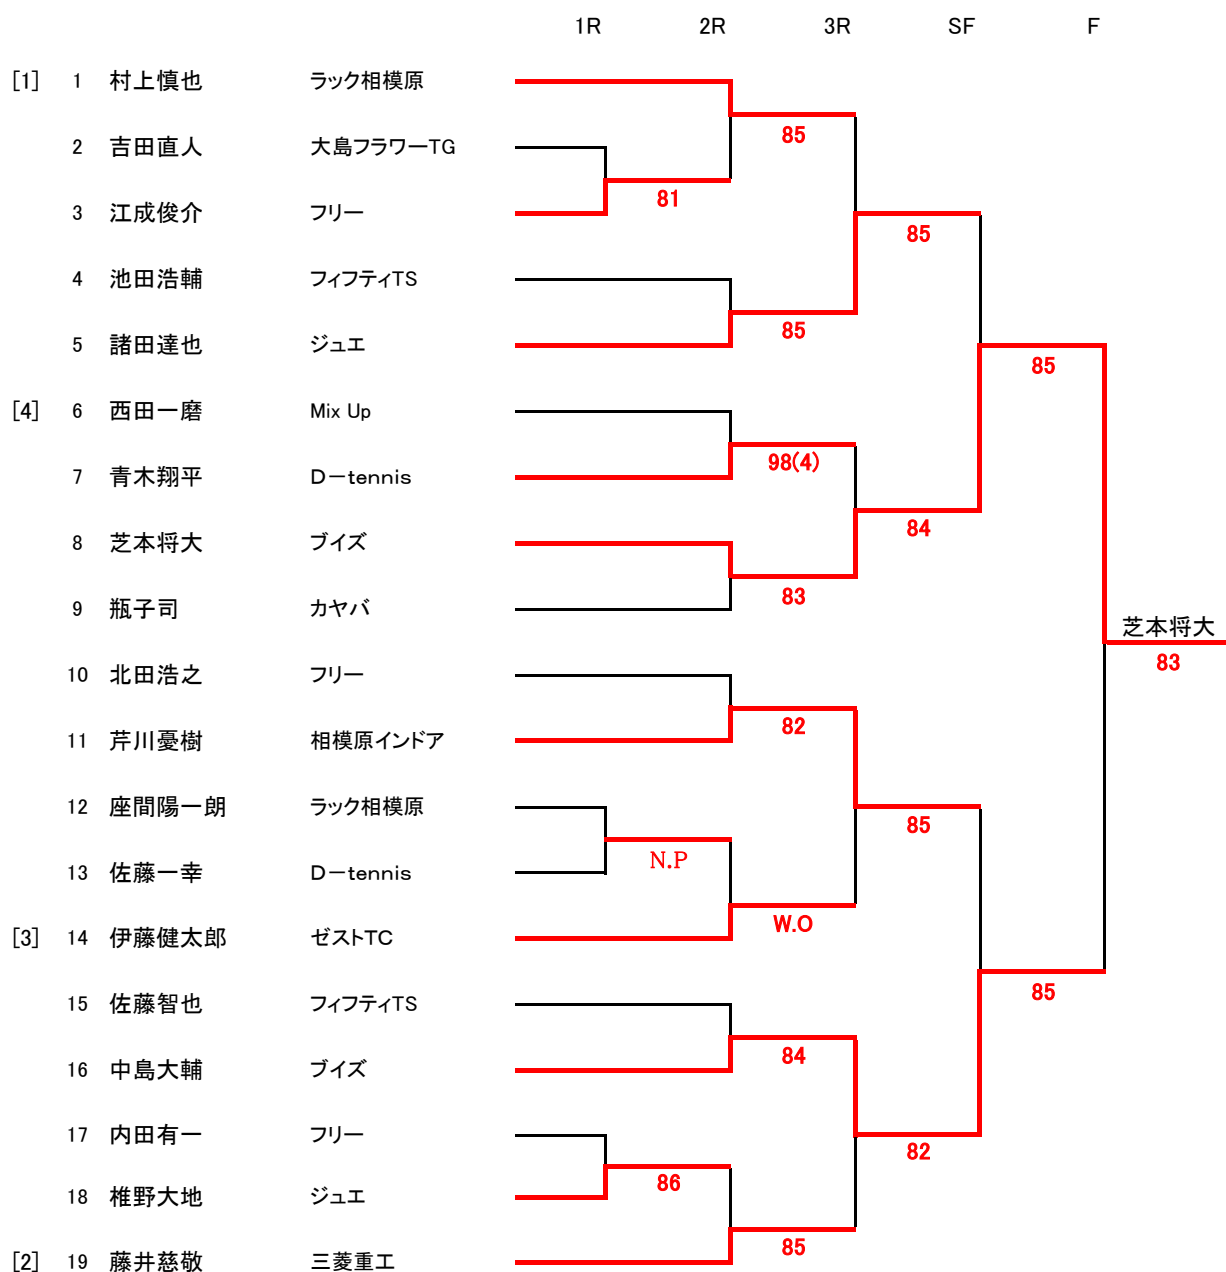 1R 2R 3R SF F
[1] 1 村上慎也 ラック相模原
85
2 吉田直人 大島フラワーTG
81
3 江成俊介 フリー
85
4 池田浩輔 フィフティTS
85
5 諸田達也 ジュエ
85
[4] 6 西田一磨 Mix Up
98(4)
7 青木翔平 D－tennis
84
8 芝本将大 ブイズ
83
9 瓶子司 カヤバ
芝本将大
83
10 北田浩之 フリー
82
11 芹川憂樹 相模原インドア
12 座間陽一朗 ラック相模原
85
N.P
13 佐藤一幸 D－tennis
W.O
[3] 14 伊藤健太郎 ゼストTC
85
15 佐藤智也 フィフティTS
84
16 中島大輔 ブイズ
17 内田有一 フリー
82
86
18 椎野大地 ジュエ
85
[2] 19 藤井慈敬 三菱重工